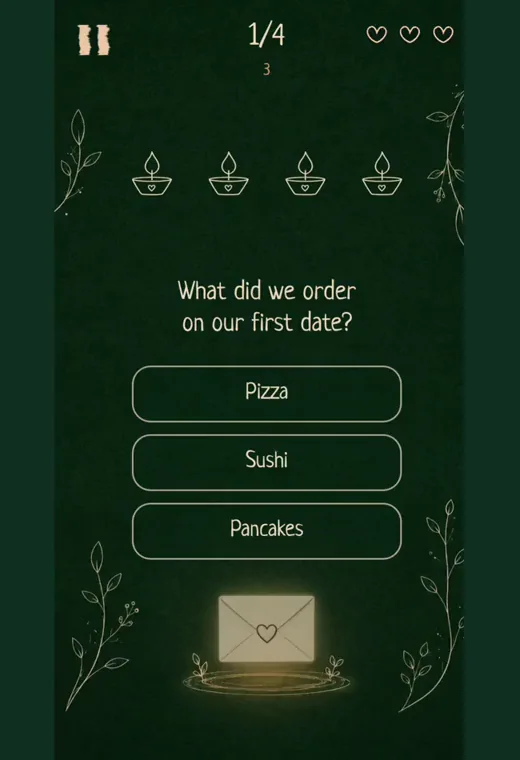 1/4
3
What did we order
on our first date?
Pizza
Sushi
Pancakes